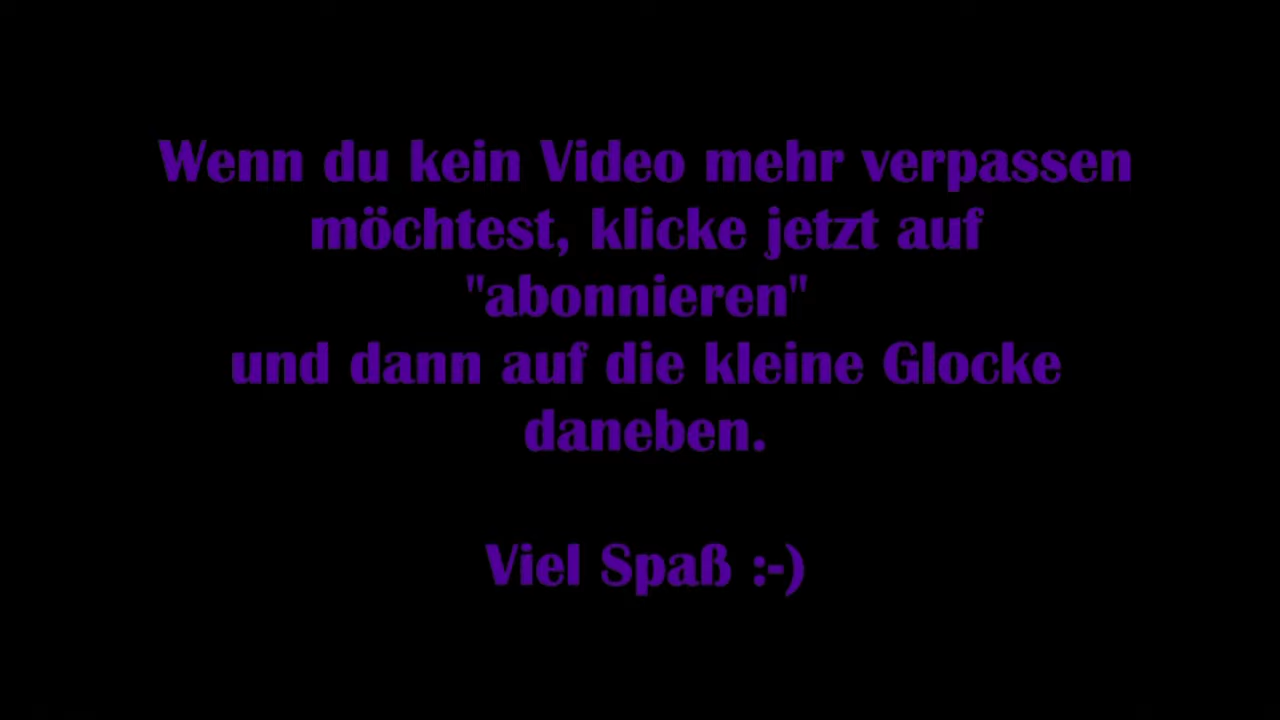 Wenn du kein Video mehr verpassen
möchtest, klicke jetzt auf
"abonnieren"
und dann auf die kleine Glocke
daneben.
Viel Spaß :-)